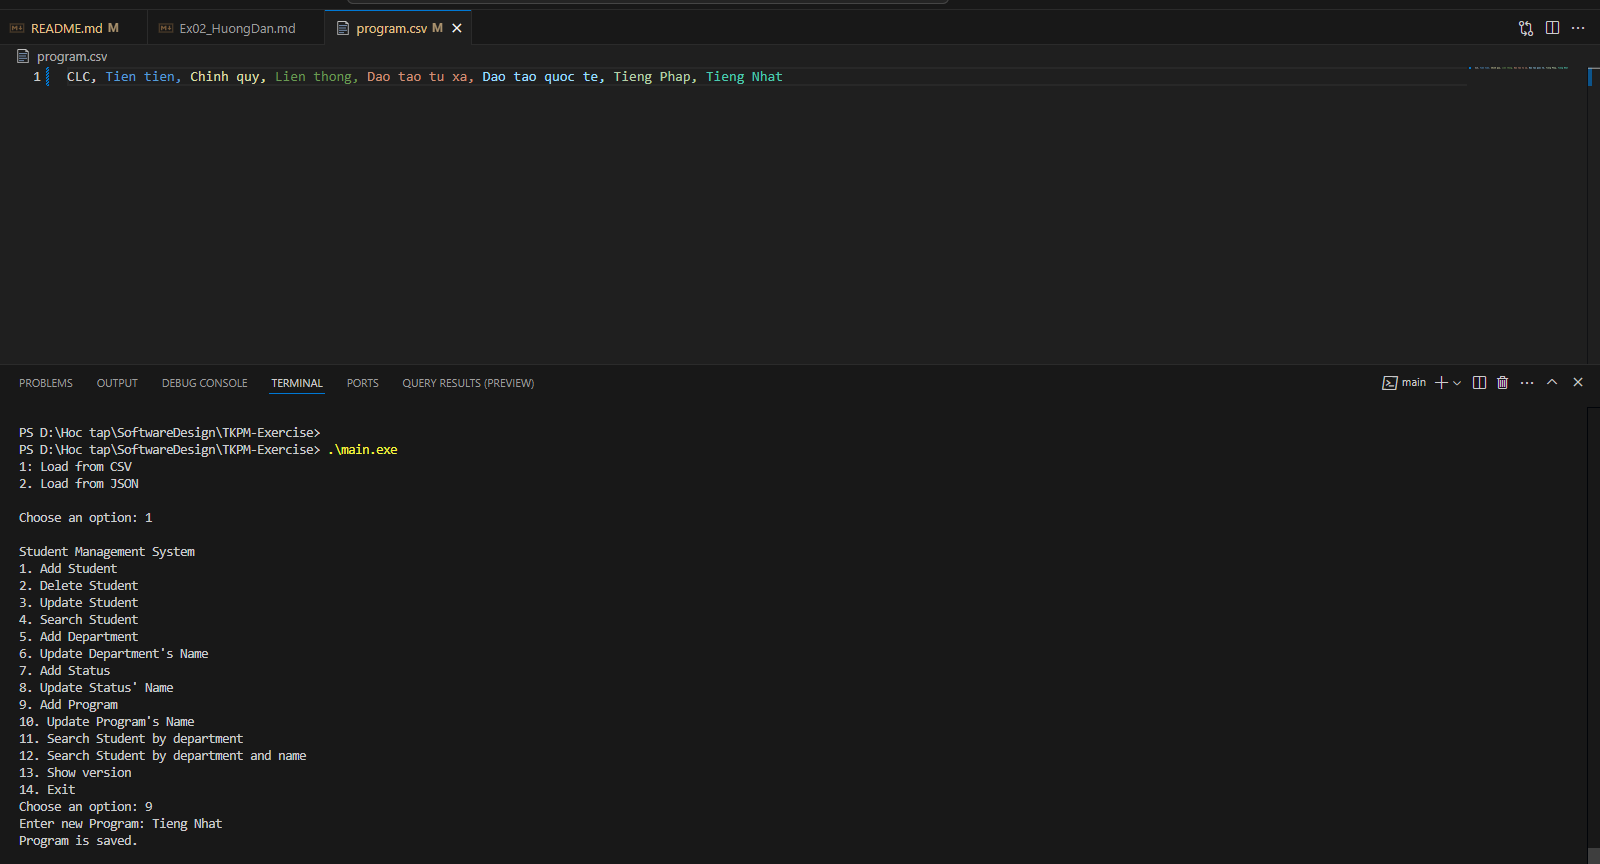 README.md M
Ex02_HuongDan.md
program.csv M
program.csv
1 CLC, Tien tien, Chinh quy, Lien thong, Dao tao tu xa, Dao tao quoc te, Tieng Phap, Tieng Nhat
PROBLEMS OUTPUT DEBUG CONSOLE TERMINAL PORTS QUERY RESULTS (PREVIEW)
main
PS D:\Hoc tap\SoftwareDesign\TKPM-Exercise>
PS D:\Hoc tap\SoftwareDesign\TKPM-Exercise> .\main.exe
1: Load from CSV
2. Load from JSON
Choose an option: 1
Student Management System
1. Add Student
2. Delete Student
3. Update Student
4. Search Student
5. Add Department
6. Update Department's Name
7. Add Status
8. Update Status' Name
9. Add Program
10. Update Program's Name
11. Search Student by department
12. Search Student by department and name
13. Show version
14. Exit
Choose an option: 9
Enter new Program: Tieng Nhat
Program is saved.